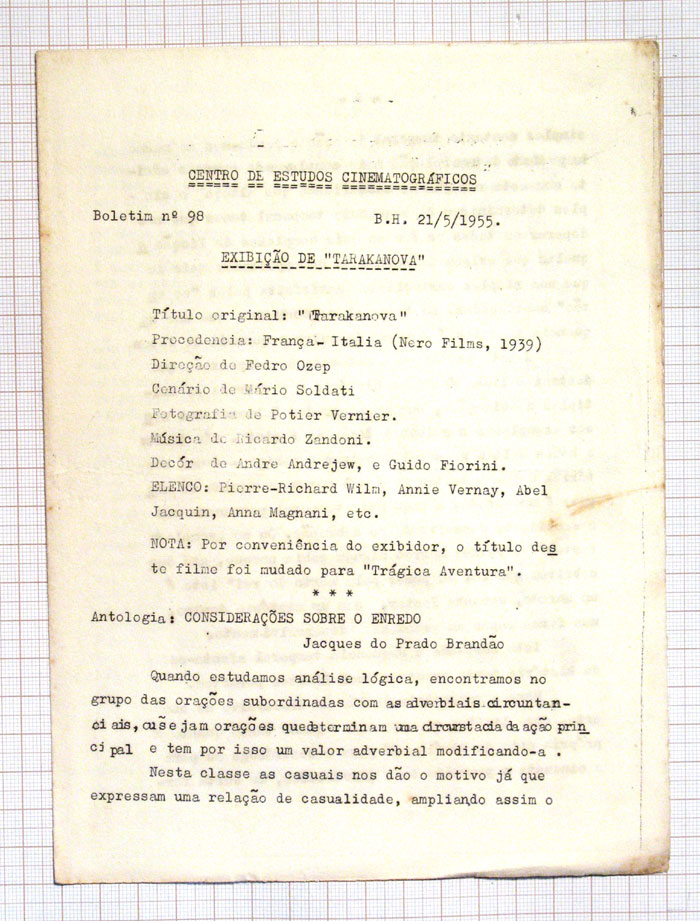 CENTRO DE ESTUDOS CINEMATOGRÁFICOS
Boletim nº 98 B.H. 21/5/1955.
EXIBIÇÃO DE "TARAKANOVA"
Título original: "Tarakanova"
Procedencia: França- Italia (Nero Films, 1939)
Direção de Fedro Ozep
Cenário de Mário Soldati
Fotografia de Potier Vernier.
Música de Ricardo Zandoni.
Decór de Andre Andrejew, e Guido Fiorini.
ELENCO: Pierre-Richard Wilm, Annie Vernay, Abel
Jacquin, Anna Magnani, etc.
NOTA: Por conveniência do exibidor, o título des
te filme foi mudado para "Trágica Aventura".
* * *
Antologia: CONSIDERAÇÕES SOBRE O ENREDO
Jacques do Prado Brandão
Quando estudamos análise lógica, encontramos no
grupo das orações subordinadas com as adverbiais circuntan-
ciais, ou sejam orações que determinam uma circustacia da ação prin
cipal e tem por isso um valor adverbial modificando-a .
Nesta classe as casuais nos dão o motivo já que
expressam uma relação de casualidade, ampliando assim o